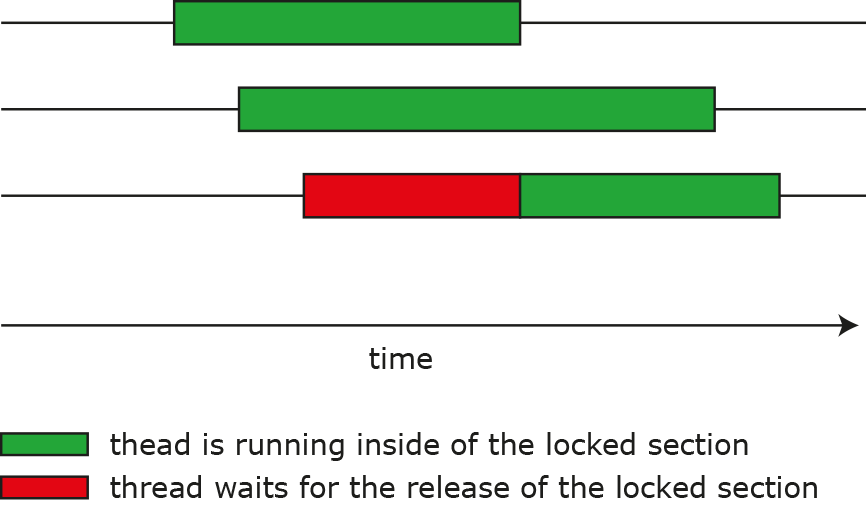 time
thead is running inside of the locked section
thread waits for the release of the locked section